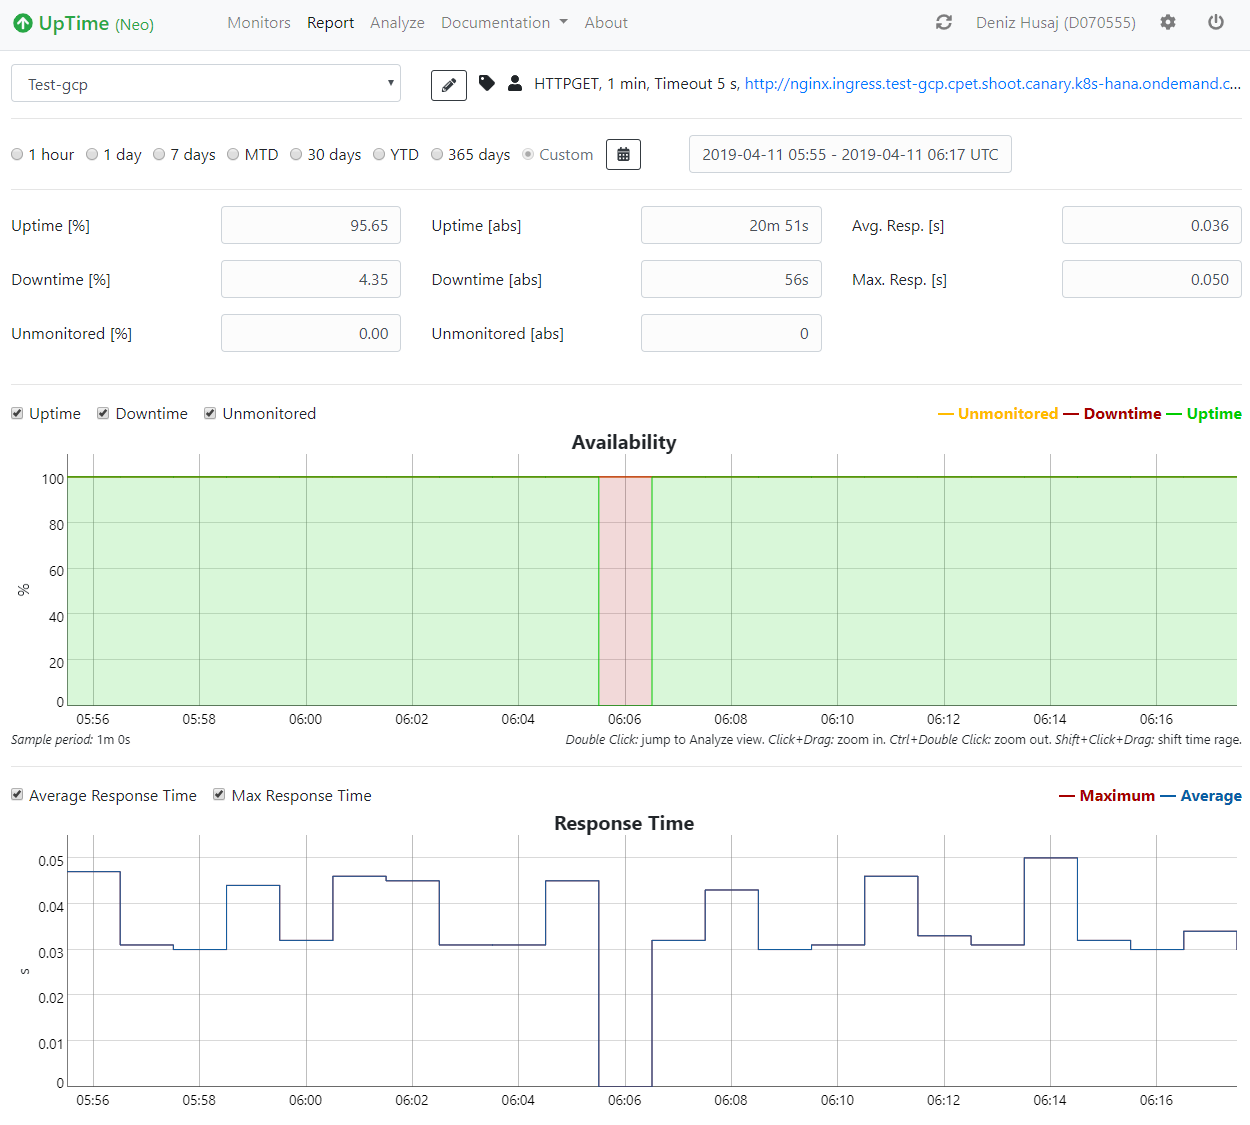 UpTime (Neo) Monitors Report Analyze Documentation About Deniz Husaj (D070555)
Test-gcp HTTPGET, 1 min, Timeout 5 s, http://nginx.ingress.test-gcp.cpet.shoot.canary.k8s-hana.ondemand.c...
1 hour 1 day 7 days MTD 30 days YTD 365 days Custom 2019-04-11 05:55 - 2019-04-11 06:17 UTC
Uptime [%] 95.65 Uptime [abs] 20m 51s Avg. Resp. [s] 0.036
Downtime [%] 4.35 Downtime [abs] 56s Max. Resp. [s] 0.050
Unmonitored [%] 0.00 Unmonitored [abs] 0
Uptime Downtime Unmonitored Unmonitored Downtime Uptime
Availability
100
80
60
%
40
20
0
05:56 05:58 06:00 06:02 06:04 06:06 06:08 06:10 06:12 06:14 06:16
Sample period: 1m 0s Double Click: jump to Analyze view. Click+Drag: zoom in. Ctrl+Double Click: zoom out. Shift+Click+Drag: shift time rage.
Average Response Time Max Response Time Maximum Average
Response Time
0.05
0.04
0.03
s
0.02
0.01
0
05:56 05:58 06:00 06:02 06:04 06:06 06:08 06:10 06:12 06:14 06:16